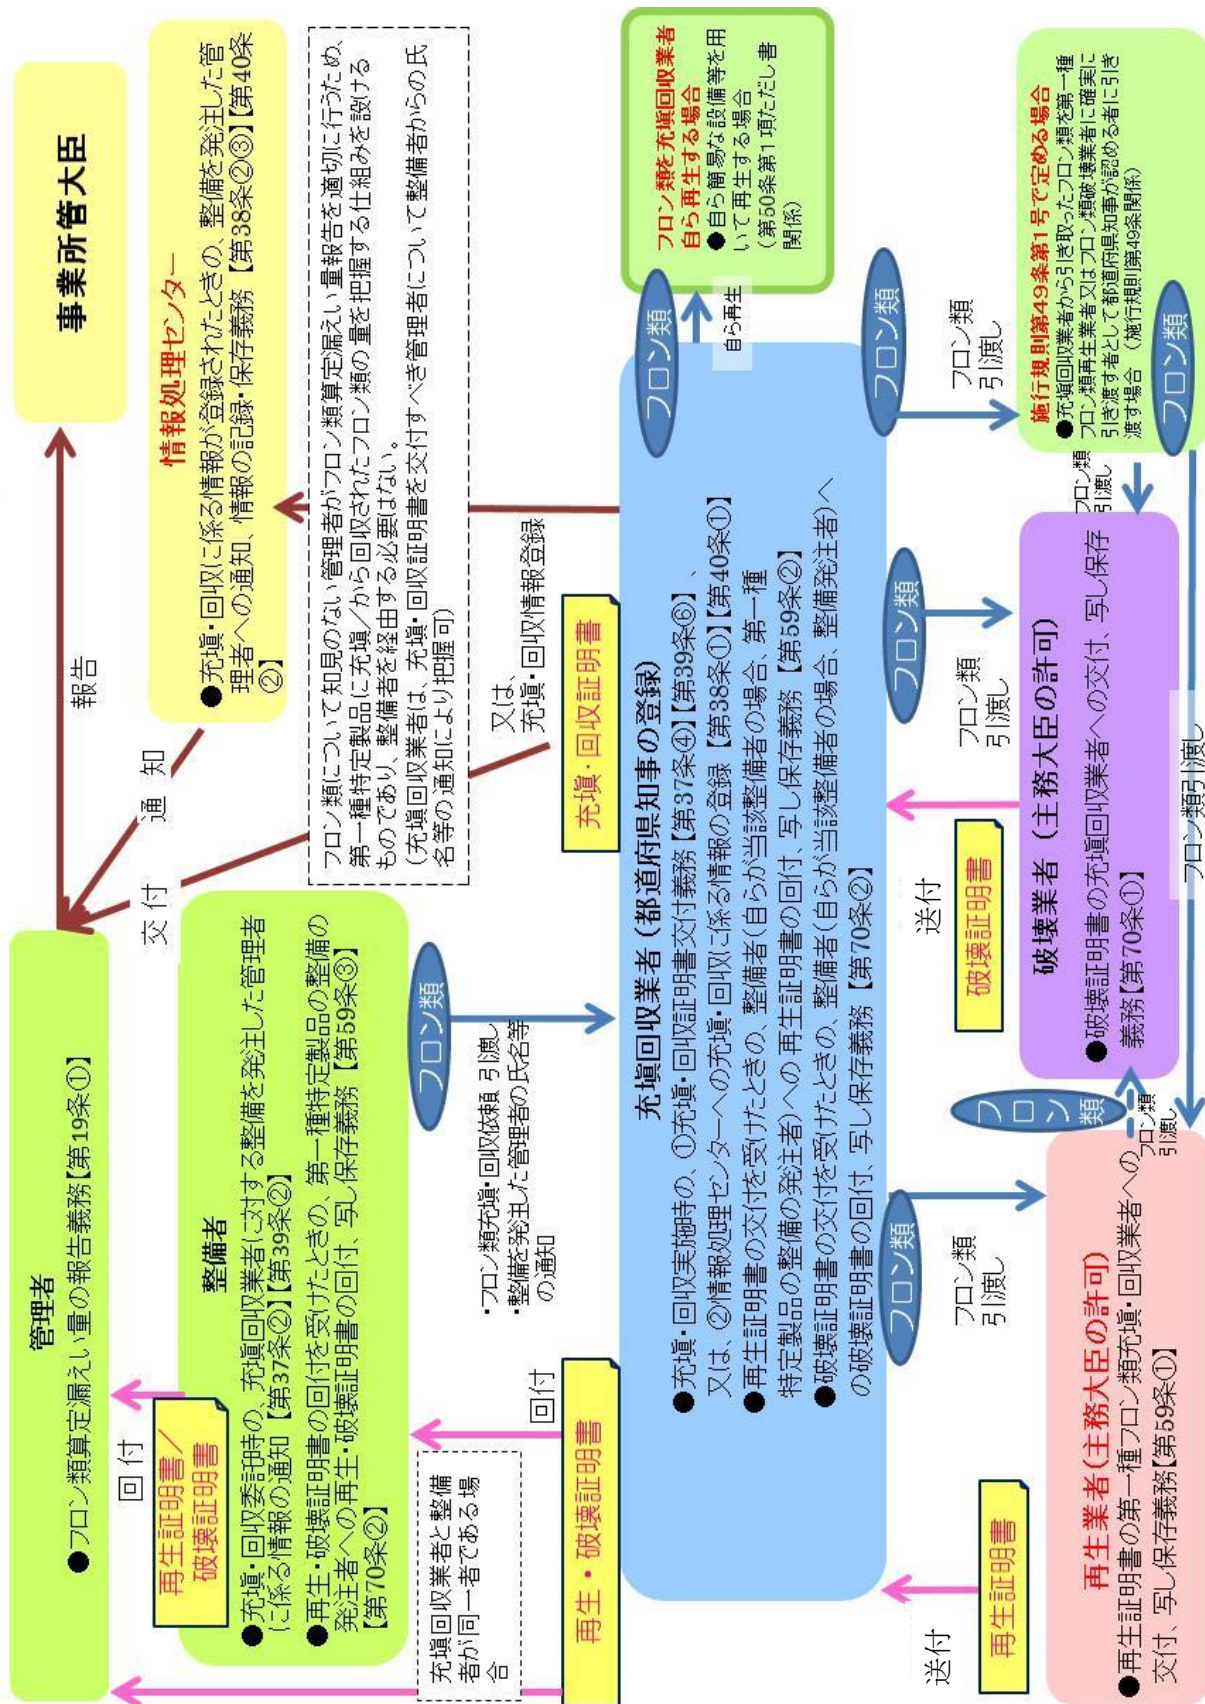 管理者
●フロン類算定漏えい量の報告義務【第19条①】
報告
事業所管大臣
回付
再生証明書/
破壊証明書
整備者
●充塡・回収委託時の、充塡回収業者に対する整備を発注した管理者
に係る情報の通知【第37条②】【第39条②】
●再生・破壊証明書の回付を受けたときの、第一種特定製品の整備の
発注者への再生・破壊証明書の回付、写し保存義務【第59条③】
【第70条②】
交付
通知
情報処理センター
●充塡・回収に係る情報が登録されたときの、整備を発注した管
理者への通知、情報の記録・保存義務【第38条②③】【第40条
②】
フロン類について知見のない管理者がフロン類算定漏えい量報告を適切に行うため、
第一種特定製品に充塡/から回収されたフロン類の量を把握する仕組みを設ける
ものであり、整備者を経由する必要はない。
(充塡回収業者は、充塡・回収証明書を交付すべき管理者について整備者からの氏
名等の通知により把握可)
充塡回収業者と整備
者が同一者である場
合
回付
再生・破壊証明書
フロン類
・フロン類充塡・回収依頼 引渡し
・整備を発注した管理者の氏名等
の通知
又は、
充塡・回収情報登録
充塡・回収証明書
充塡回収業者(都道府県知事の登録)
●充塡・回収実施時の、①充塡・回収証明書交付義務【第37条④】【第39条⑥】、
又は、②情報処理センターへの充塡・回収に係る情報の登録【第38条①】【第40条①】
●再生証明書の交付を受けたときの、整備者(自らが当該整備者の場合、第一種
特定製品の整備の発注者)への再生証明書の回付、写し保存義務【第59条②】
●破壊証明書の交付を受けたときの、整備者(自らが当該整備者の場合、整備発注者)へ
の破壊証明書の回付、写し保存義務【第70条②】
フロン類
自ら再生
フロン類を充塡回収業者
自ら再生する場合
●自ら簡易な設備等を用
いて再生する場合
(第50条第1項ただし書
関係)
送付
再生証明書
フロン類
フロン類
引渡し
送付
破壊証明書
フロン類
フロン類
引渡し
フロン類
フロン類
引渡し
再生業者(主務大臣の許可)
●再生証明書の第一種フロン類充塡・回収業者への
交付、写し保存義務【第59条①】
フロン類
フロン類
引渡し
破壊業者(主務大臣の許可)
●破壊証明書の充塡回収業者への交付、写し保存
義務【第70条①】
フロン類
引渡し
施行規則第49条第1号で定める場合
●充塡回収業者から引き取ったフロン類を第一種
フロン類再生業者又はフロン類破壊業者に確実に
引き渡す者として都道府県知事が認める者に引き
渡す場合(施行規則第49条関係)
フロン類
フロン類引渡し